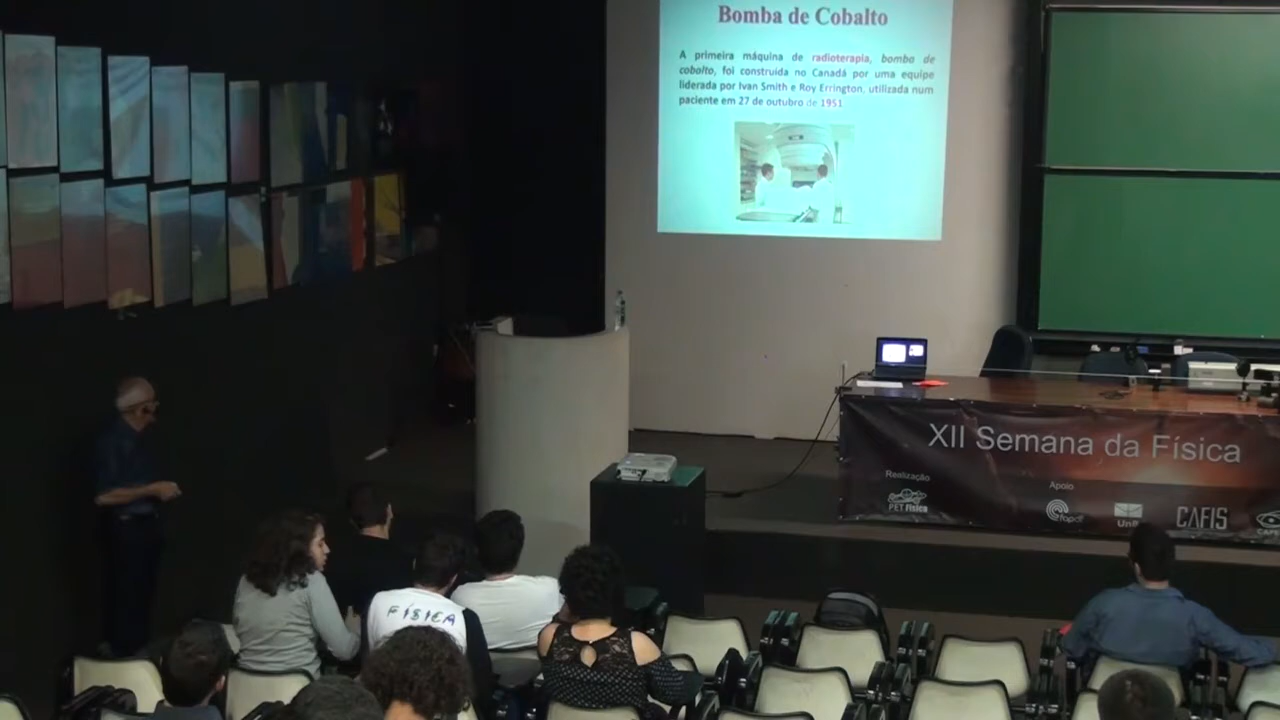 Bomba de Cobalto
A primeira máquina de radioterapia, bomba de
cobalto, foi construída no Canadá por uma equipe
liderada por Ivan Smith e Roy Errington, utilizada num
paciente em 27 de outubro de 1951.
XII Semana da Física
Realização
Apoio
PET Física
fapdf
UnB
CAFIS
FÍSICA